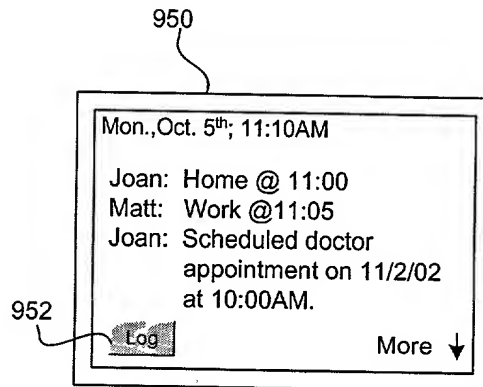 950
Mon.,Oct. 5th; 11:10AM
Joan: Home @ 11:00
Matt: Work @11:05
Joan: Scheduled doctor
appointment on 11/2/02
at 10:00AM.
952
Log
More ↓